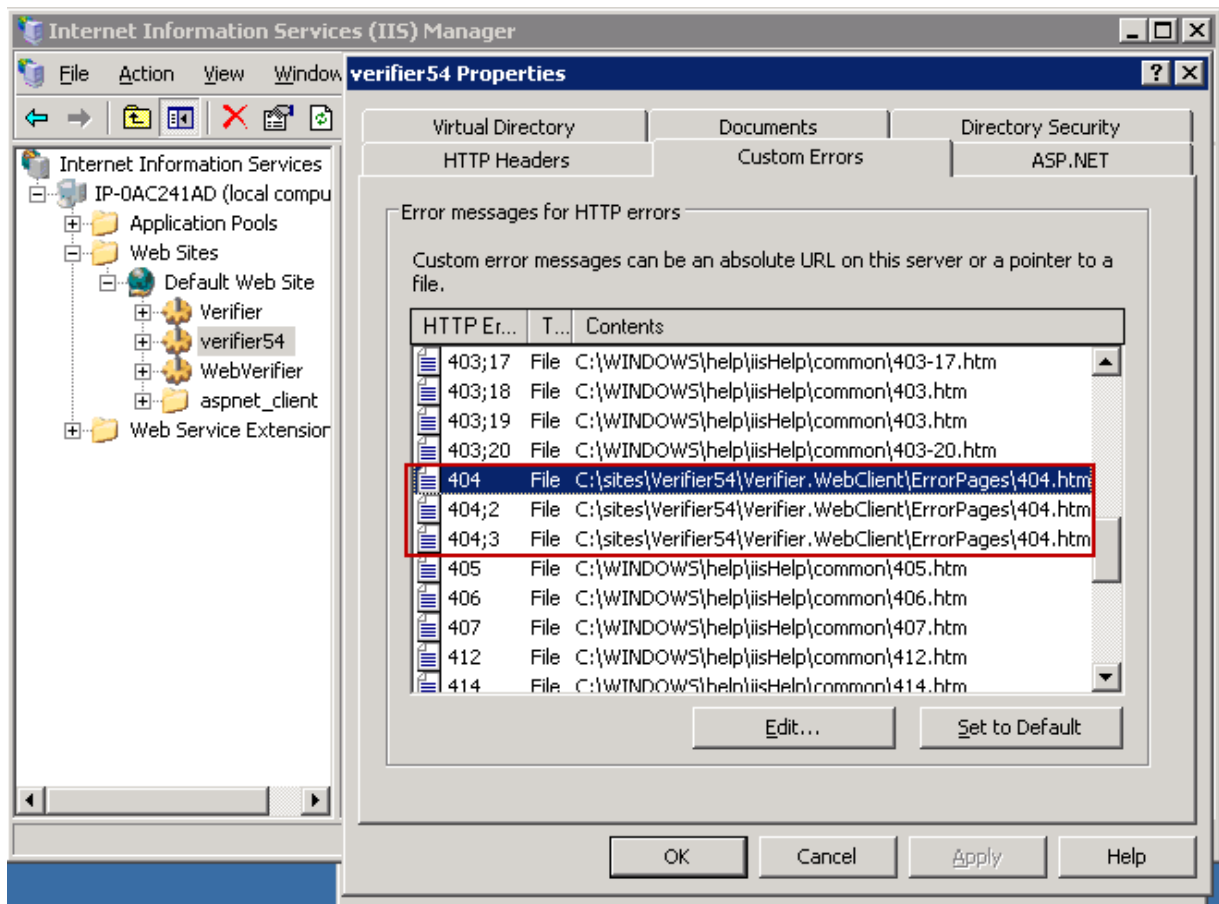 Internet Information Services (IIS) Manager
File Action View Window
verifier54 Properties
Virtual Directory Documents Directory Security
HTTP Headers Custom Errors ASP.NET
Internet Information Services
IP-0AC241AD (local compu
Application Pools
Web Sites
Default Web Site
Verifier
verifier54
WebVerifier
aspnet_client
Web Service Extension
Error messages for HTTP errors
Custom error messages can be an absolute URL on this server or a pointer to a
file.
HTTP Er... T... Contents
403;17 File C:\WINDOWS\help\iisHelp\common\403-17.htm
403;18 File C:\WINDOWS\help\iisHelp\common\403.htm
403;19 File C:\WINDOWS\help\iisHelp\common\403.htm
403;20 File C:\WINDOWS\help\iisHelp\common\403-20.htm
404 File C:\sites\Verifier54\Verifier.WebClient\ErrorPages\404.htm
404;2 File C:\sites\Verifier54\Verifier.WebClient\ErrorPages\404.htm
404;3 File C:\sites\Verifier54\Verifier.WebClient\ErrorPages\404.htm
405 File C:\WINDOWS\help\iisHelp\common\405.htm
406 File C:\WINDOWS\help\iisHelp\common\406.htm
407 File C:\WINDOWS\help\iisHelp\common\407.htm
412 File C:\WINDOWS\help\iisHelp\common\412.htm
414 File C:\WINDOWS\help\iisHelp\common\414.htm
Edit... Set to Default
OK Cancel Apply Help